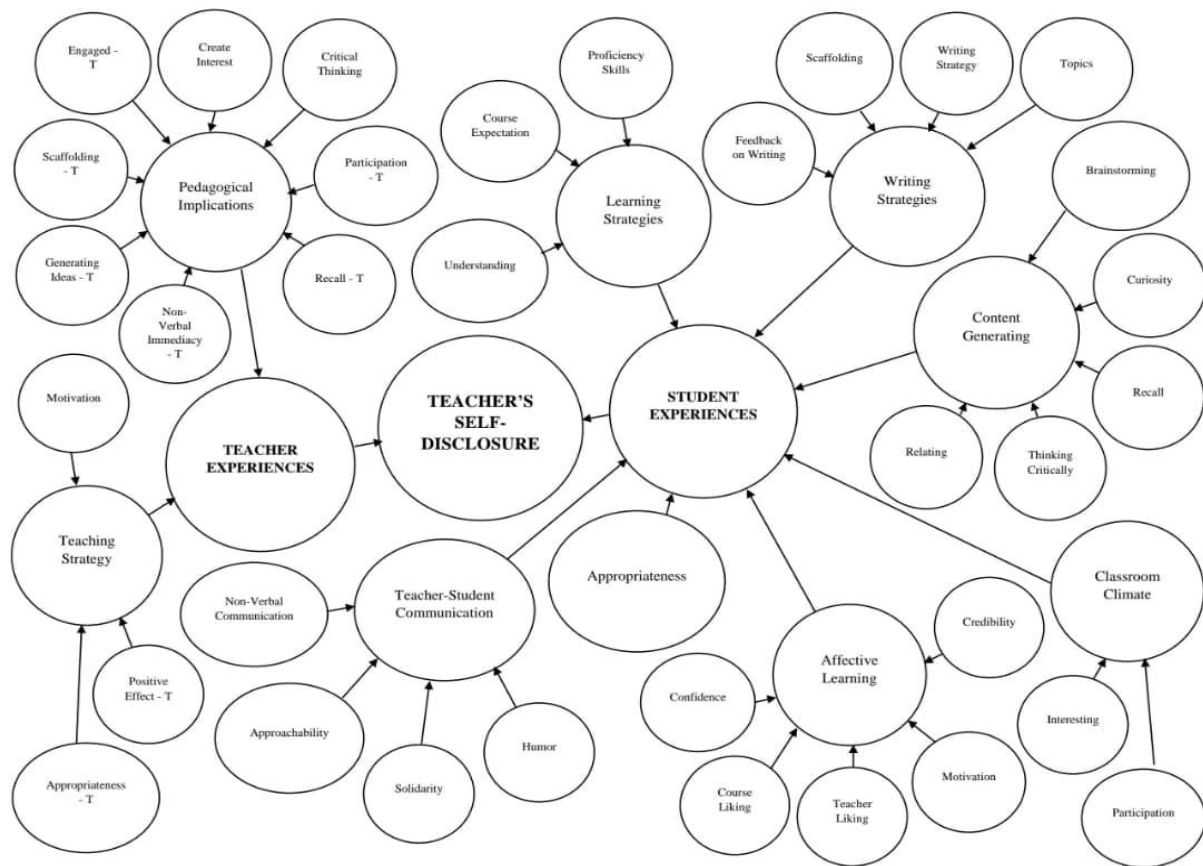 Engaged -
T
Create
Interest
Critical
Thinking
Scaffolding
- T
Pedagogical
Implications
Participation
- T
Generating
Ideas - T
Non-
Verbal
Immediacy
- T
Recall - T
Proficiency
Skills
Course
Expectation
Learning
Strategies
Understanding
Scaffolding
Writing
Strategy
Topics
Feedback
on Writing
Writing
Strategies
Brainstorming
Curiosity
Content
Generating
Recall
Relating
Thinking
Critically
Motivation
TEACHER
EXPERIENCES
TEACHER'S
SELF-
DISCLOSURE
STUDENT
EXPERIENCES
Teaching
Strategy
Positive
Effect - T
Appropriateness
- T
Non-Verbal
Communication
Teacher-Student
Communication
Approachability
Solidarity
Humor
Appropriateness
Affective
Learning
Credibility
Confidence
Course
Liking
Teacher
Liking
Motivation
Classroom
Climate
Interesting
Participation